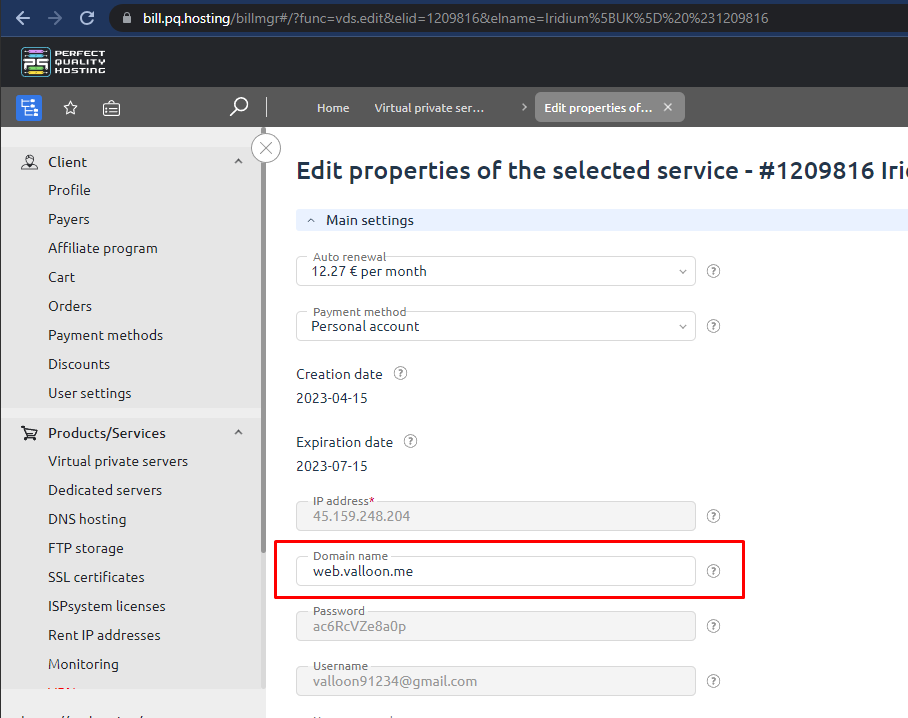 bill.pq.hosting/billmgr#/?func=vds.edit&elid=1209816&elname=Iridium%5BUK%5D%20%231209816
PERFECT
QUALITY
HOSTING
Home
Virtual private ser...
Edit properties of...
Client
Profile
Payers
Affiliate program
Cart
Orders
Payment methods
Discounts
User settings
Products/Services
Virtual private servers
Dedicated servers
DNS hosting
FTP storage
SSL certificates
ISPsystem licenses
Rent IP addresses
Monitoring
Edit properties of the selected service - #1209816 Iri
Main settings
Auto renewal
12.27 € per month
Payment method
Personal account
Creation date
2023-04-15
Expiration date
2023-07-15
IP address*
45.159.248.204
Domain name
web.valloon.me
Password
ac6RcVZe8a0p
Username
valloon91234@gmail.com